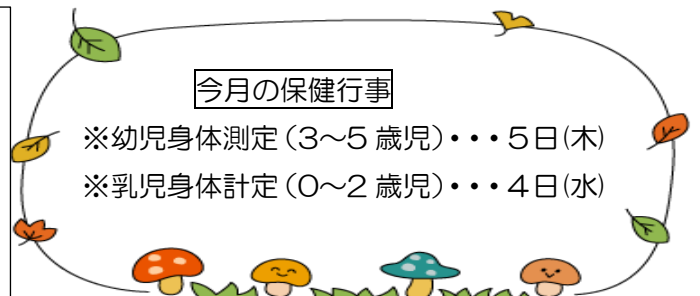 今月の保健行事
※幼児身体測定（3～5 歳児）・・・５日(木)
※乳児身体計定（0～2 歳児）・・・４日(水)